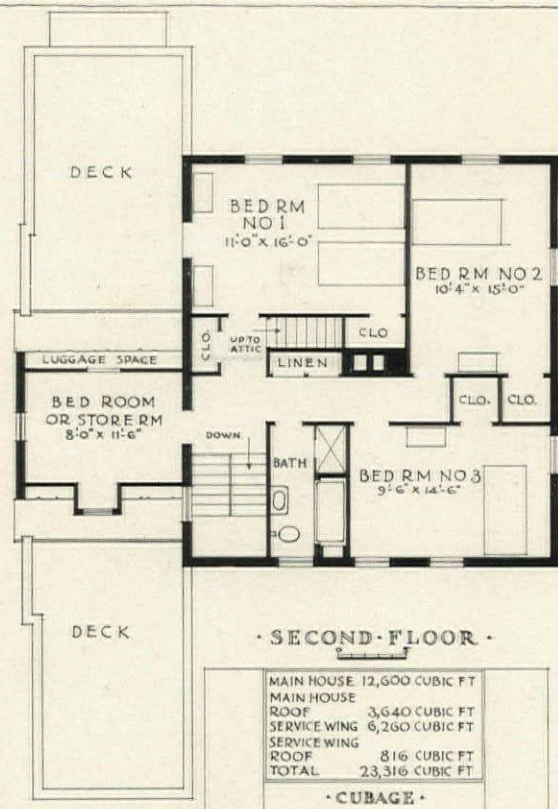 DECK
BED RM
NO 1
11'-0" X 16'-0"
BED RM NO 2
10'-4" X 15'-0"
CLO.
UP TO
ATTIC
CLO
LINEN
LUGGAGE SPACE
BED ROOM
OR STORE RM
8'-0" X 11'-6"
DOWN
CLO.
CLO.
BATH
BED RM NO 3
9'-6" X 14'-6"
DECK
· SECOND · FLOOR ·
MAIN HOUSE 12,600 CUBIC FT
MAIN HOUSE
ROOF 3,640 CUBIC FT
SERVICE WING 6,260 CUBIC FT
SERVICE WING
ROOF 816 CUBIC FT
TOTAL 23,316 CUBIC FT
· CUBAGE ·